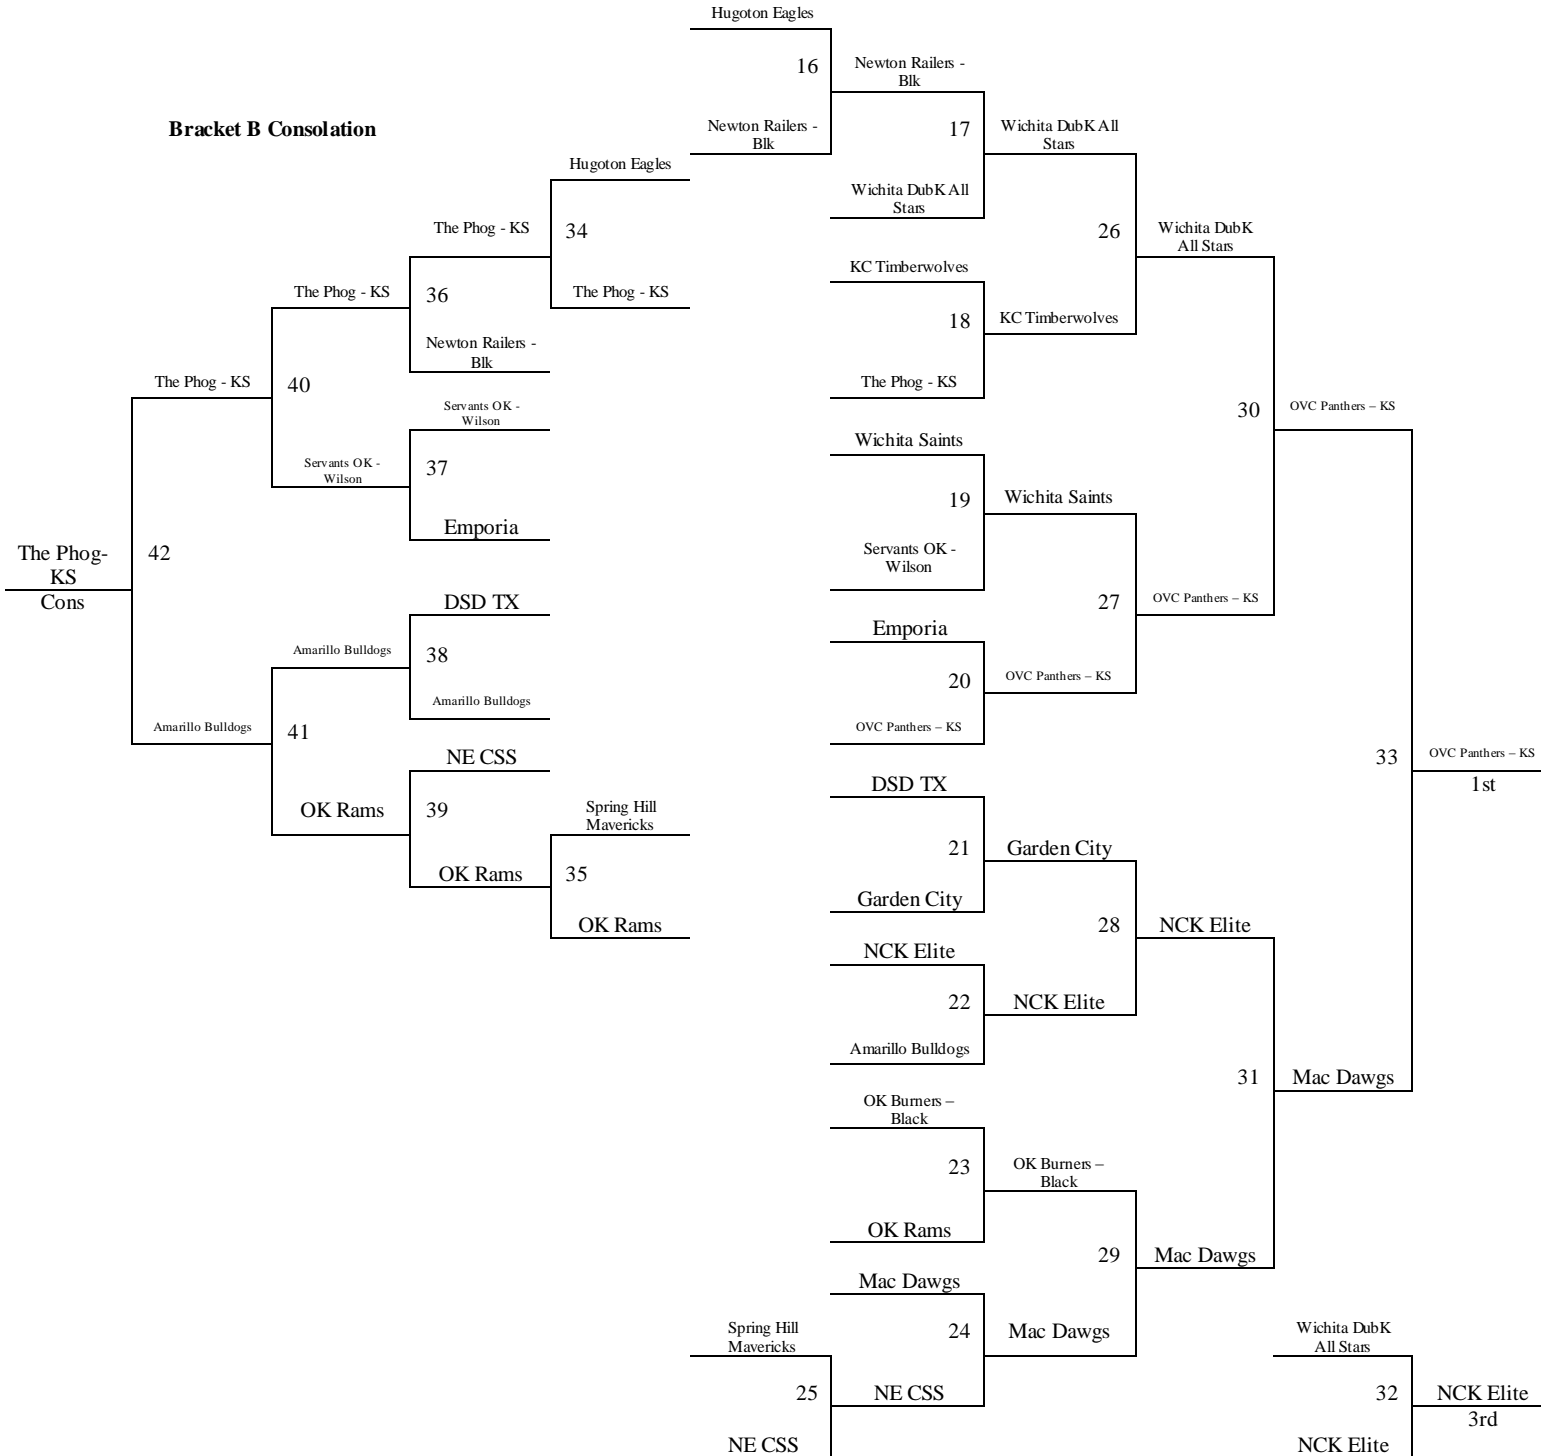 Hugoton Eagles
16
Newton Railers -
Blk
Bracket B Consolation
Newton Railers -
Blk
17
Wichita DubK All
Stars
Hugoton Eagles
Wichita DubK All
Stars
The Phog - KS
34
26
Wichita DubK
All Stars
KC Timberwolves
The Phog - KS
36
The Phog - KS
18
KC Timberwolves
Newton Railers -
Blk
The Phog - KS
40
The Phog - KS
Servants OK -
Wilson
30
OVC Panthers – KS
Wichita Saints
Servants OK -
Wilson
37
19
Wichita Saints
Emporia
Servants OK -
Wilson
The Phog-
KS
Cons
42
DSD TX
27
OVC Panthers – KS
Emporia
Amarillo Bulldogs
38
20
OVC Panthers – KS
Amarillo Bulldogs
Amarillo Bulldogs
41
OVC Panthers – KS
NE CSS
33
OVC Panthers – KS
1st
DSD TX
OK Rams
39
Spring Hill
Mavericks
21
Garden City
OK Rams
35
Garden City
OK Rams
28
NCK Elite
NCK Elite
22
NCK Elite
Amarillo Bulldogs
31
Mac Dawgs
OK Burners –
Black
23
OK Burners –
Black
OK Rams
29
Mac Dawgs
Mac Dawgs
Spring Hill
Mavericks
24
Mac Dawgs
Wichita DubK
All Stars
25
NE CSS
32
NCK Elite
3rd
NE CSS
NCK Elite